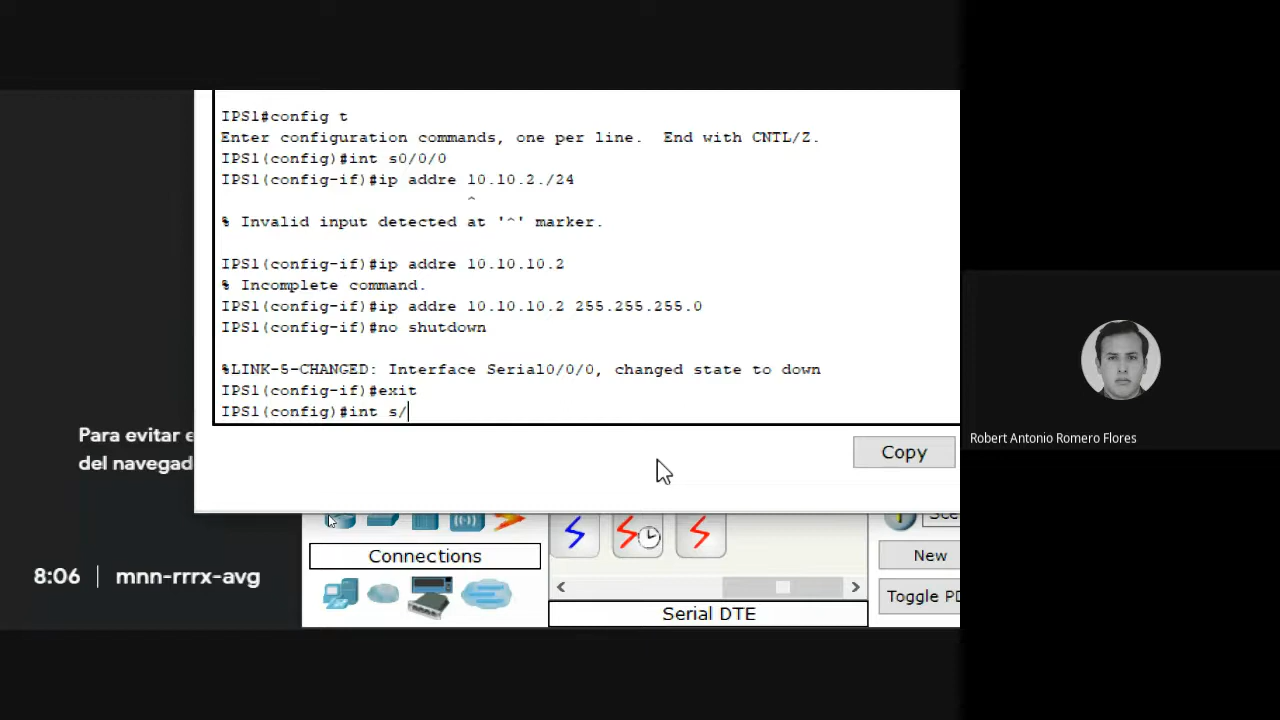 IPS1#config t
Enter configuration commands, one per line.  End with CNTL/Z.
IPS1(config)#int s0/0/0
IPS1(config-if)#ip addre 10.10.2./24
^
% Invalid input detected at '^' marker.
IPS1(config-if)#ip addre 10.10.10.2
% Incomplete command.
IPS1(config-if)#ip addre 10.10.10.2 255.255.255.0
IPS1(config-if)#no shutdown
%LINK-5-CHANGED: Interface Serial0/0/0, changed state to down
IPS1(config-if)#exit
IPS1(config)#int s/
Copy
Para evitar e
del navegad
Robert Antonio Romero Flores
Connections
New
Toggle PD
Serial DTE
8:06 | mnn-rrrx-avg